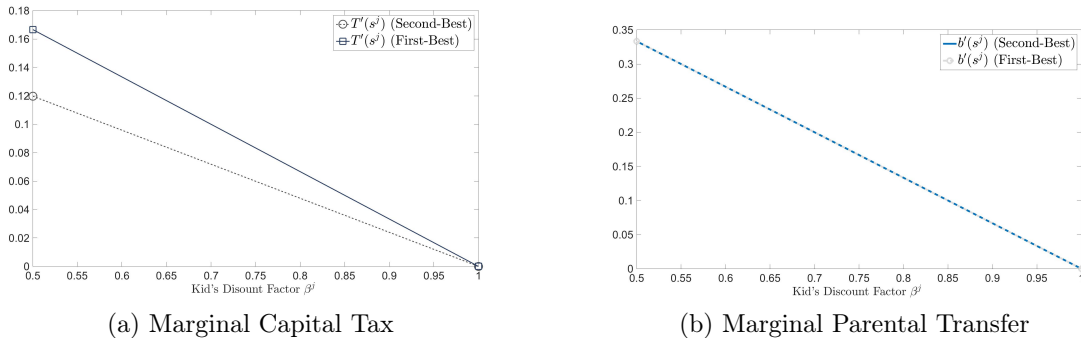 0.18
0.16
0.14
0.12
0.1
0.08
0.06
0.04
0.02
0
0.5 0.55 0.6 0.65 0.7 0.75 0.8 0.85 0.9 0.95 1
Kid's Disount Factor β^j
T'(s^j) (Second-Best)
T'(s^j) (First-Best)
(a) Marginal Capital Tax
0.35
0.3
0.25
0.2
0.15
0.1
0.05
0
0.5 0.55 0.6 0.65 0.7 0.75 0.8 0.85 0.9 0.95 1
Kid's Discount Factor β^j
b'(s^j) (Second-Best)
b'(s^j) (First-Best)
(b) Marginal Parental Transfer